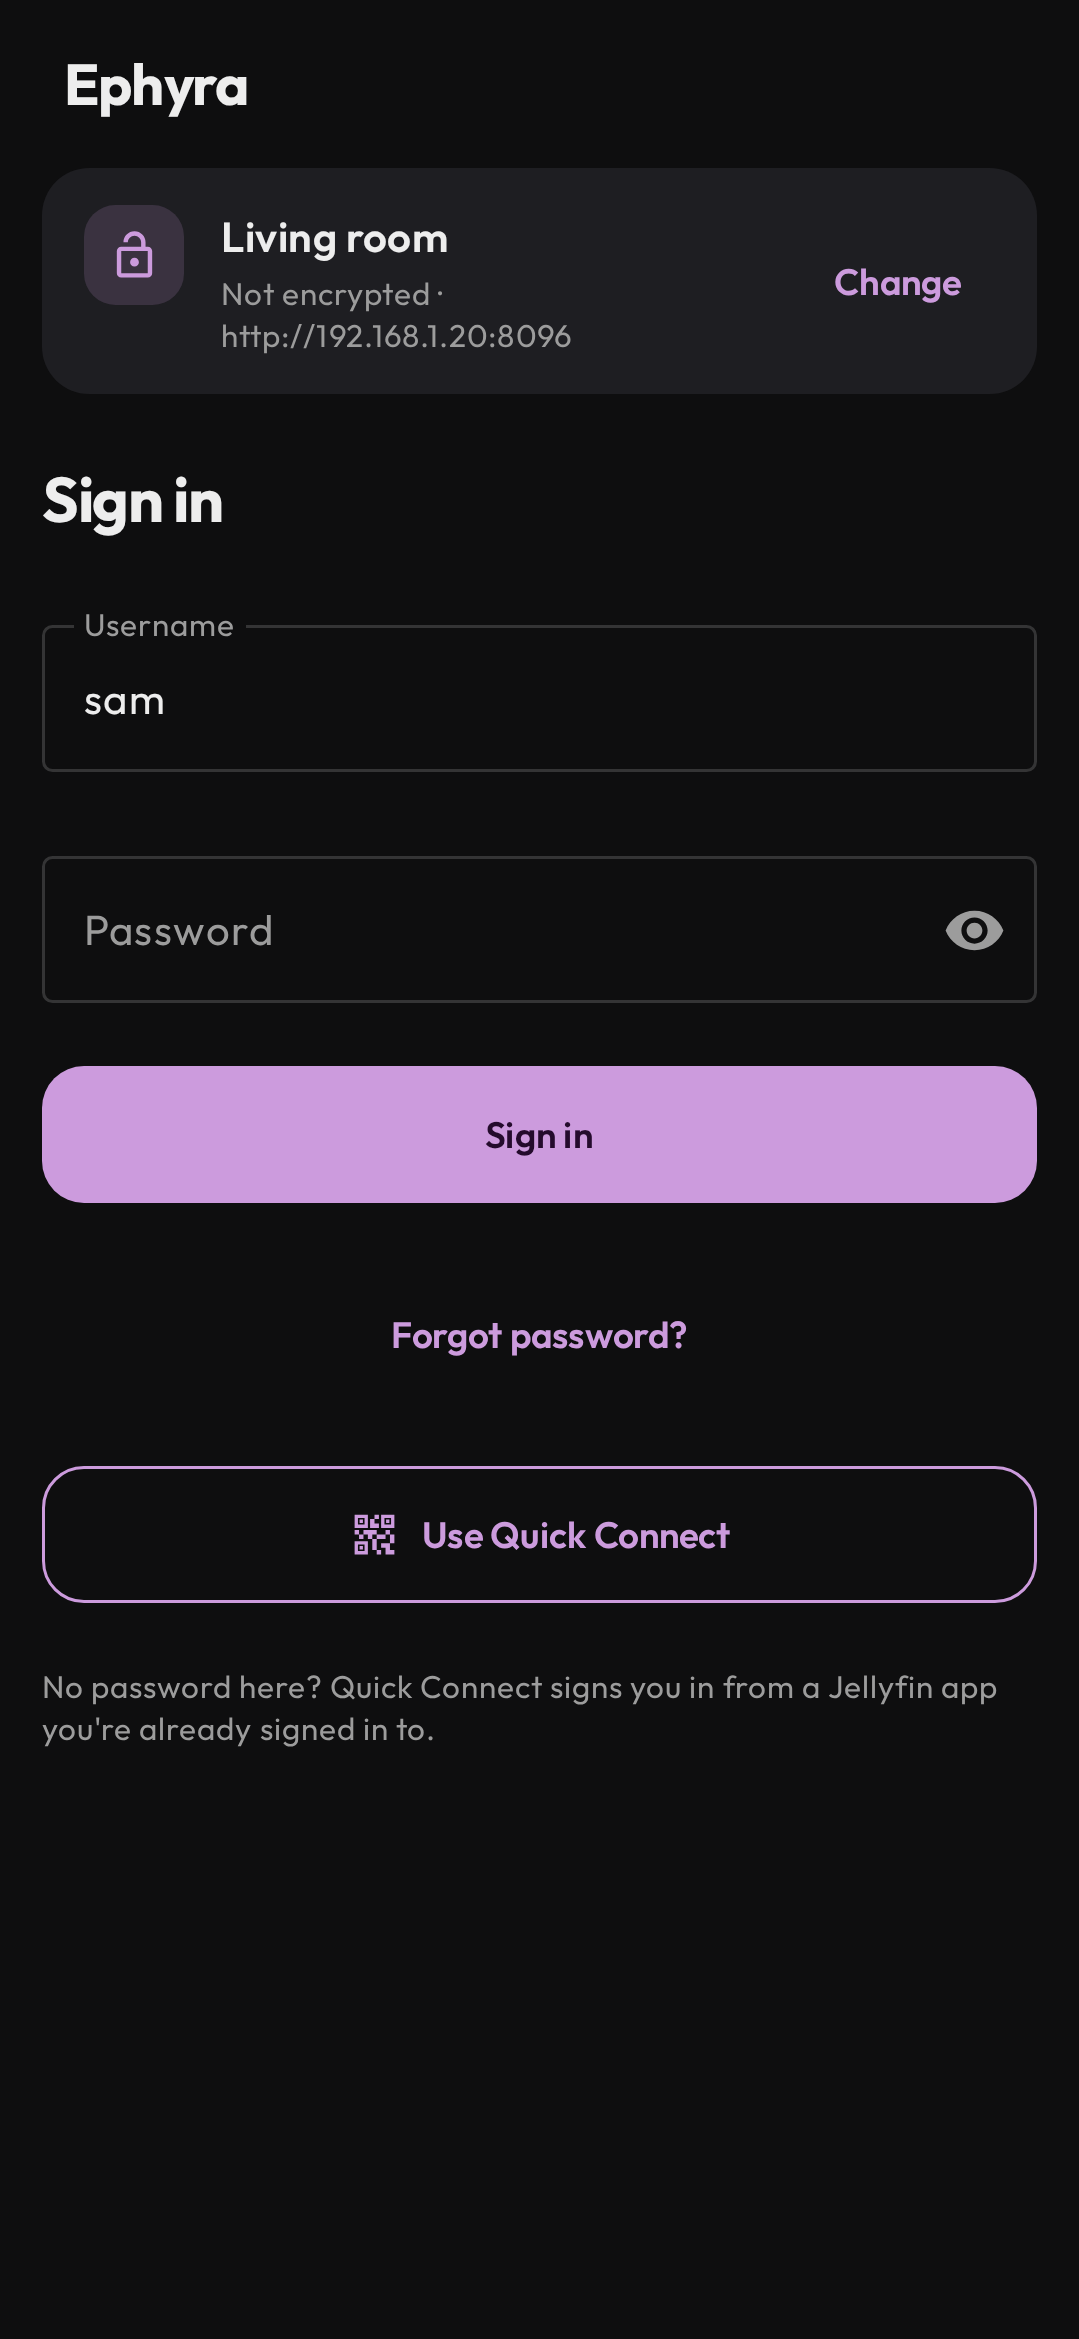 Ephyra
Living room
Not encrypted ·
http://192.168.1.20:8096
Change
Sign in
Username
sam
Password
Sign in
Forgot password?
Use Quick Connect
No password here? Quick Connect signs you in from a Jellyfin app
you're already signed in to.